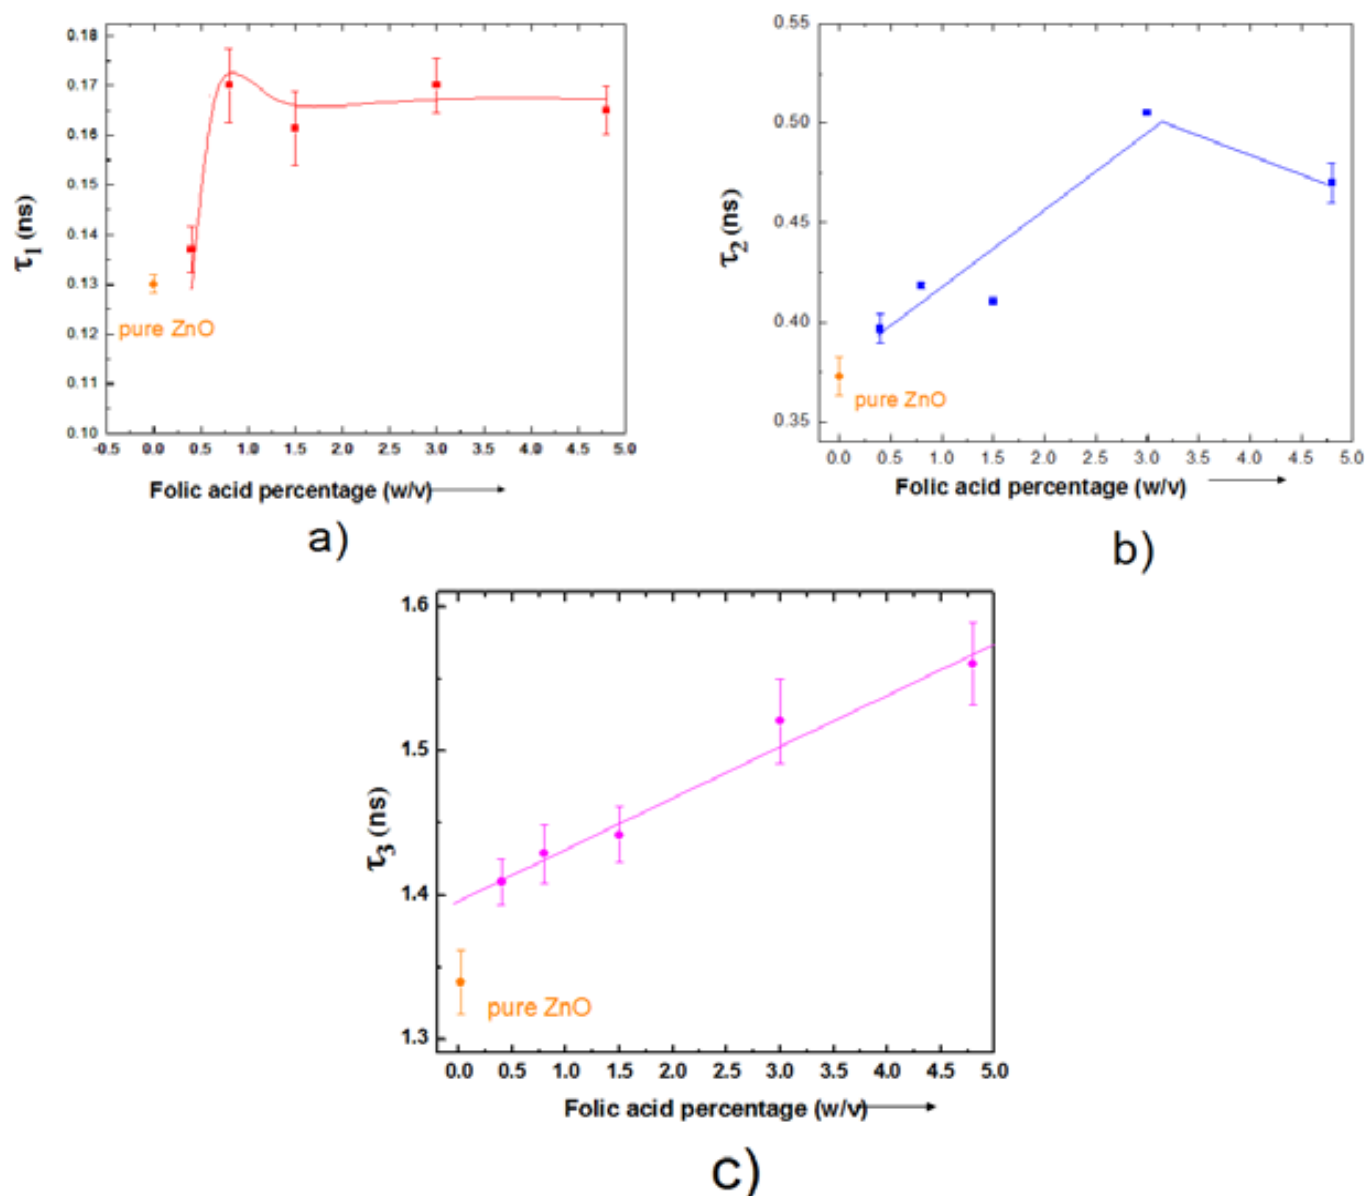 0.18
0.17
0.16
0.15
0.14
0.13
0.12
0.11
0.10
τ1 (ns)
pure ZnO
-0.5 0.0 0.5 1.0 1.5 2.0 2.5 3.0 3.5 4.0 4.5 5.0
Folic acid percentage (w/v)
a)
0.55
0.50
0.45
0.40
0.35
τ2 (ns)
pure ZnO
0.0 0.5 1.0 1.5 2.0 2.5 3.0 3.5 4.0 4.5 5.0
Folic acid percentage (w/v)
b)
1.6
1.5
1.4
1.3
τ3 (ns)
pure ZnO
0.0 0.5 1.0 1.5 2.0 2.5 3.0 3.5 4.0 4.5 5.0
Folic acid percentage (w/v)
c)